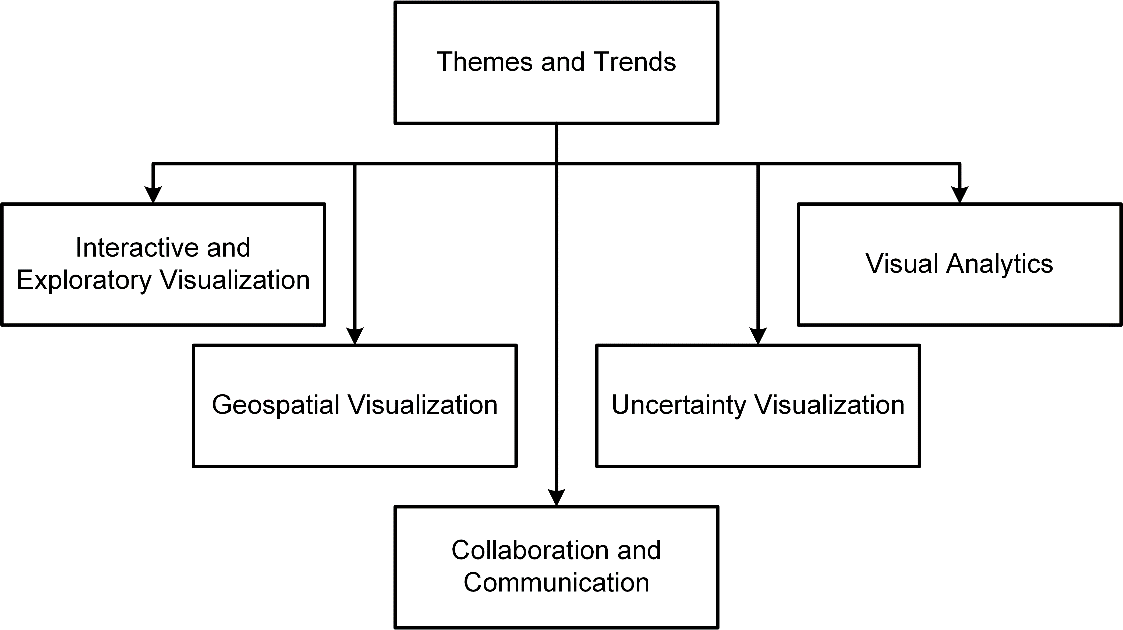 Themes and Trends
Interactive and
Exploratory Visualization
Visual Analytics
Geospatial Visualization
Uncertainty Visualization
Collaboration and
Communication